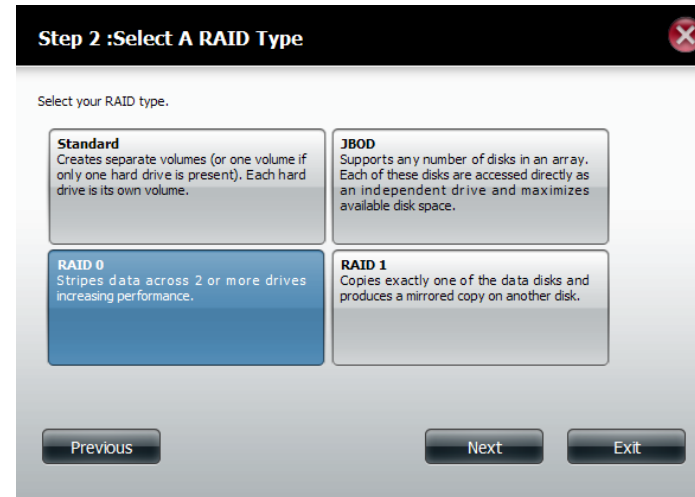 Step 2 :Select A RAID Type
Select your RAID type.
Standard
Creates separate volumes (or one volume if
only one hard drive is present). Each hard
drive is its own volume.
JBOD
Supports any number of disks in an array.
Each of these disks are accessed directly as
an independent drive and maximizes
available disk space.
RAID 0
Stripes data across 2 or more drives
increasing performance.
RAID 1
Copies exactly one of the data disks and
produces a mirrored copy on another disk.
Previous
Next
Exit